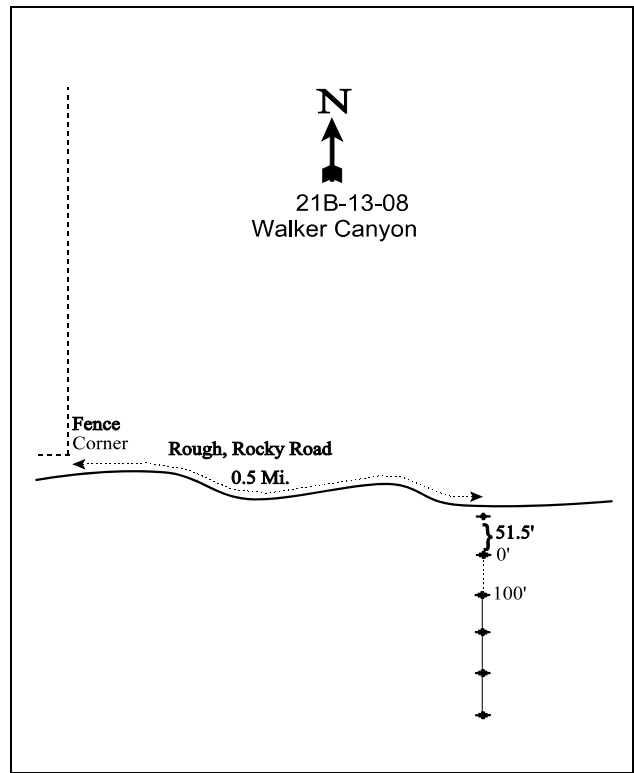 N
21B-13-08
Walker Canyon
Fence
Corner
Rough, Rocky Road
0.5 Mi.
51.5'
0'
100'